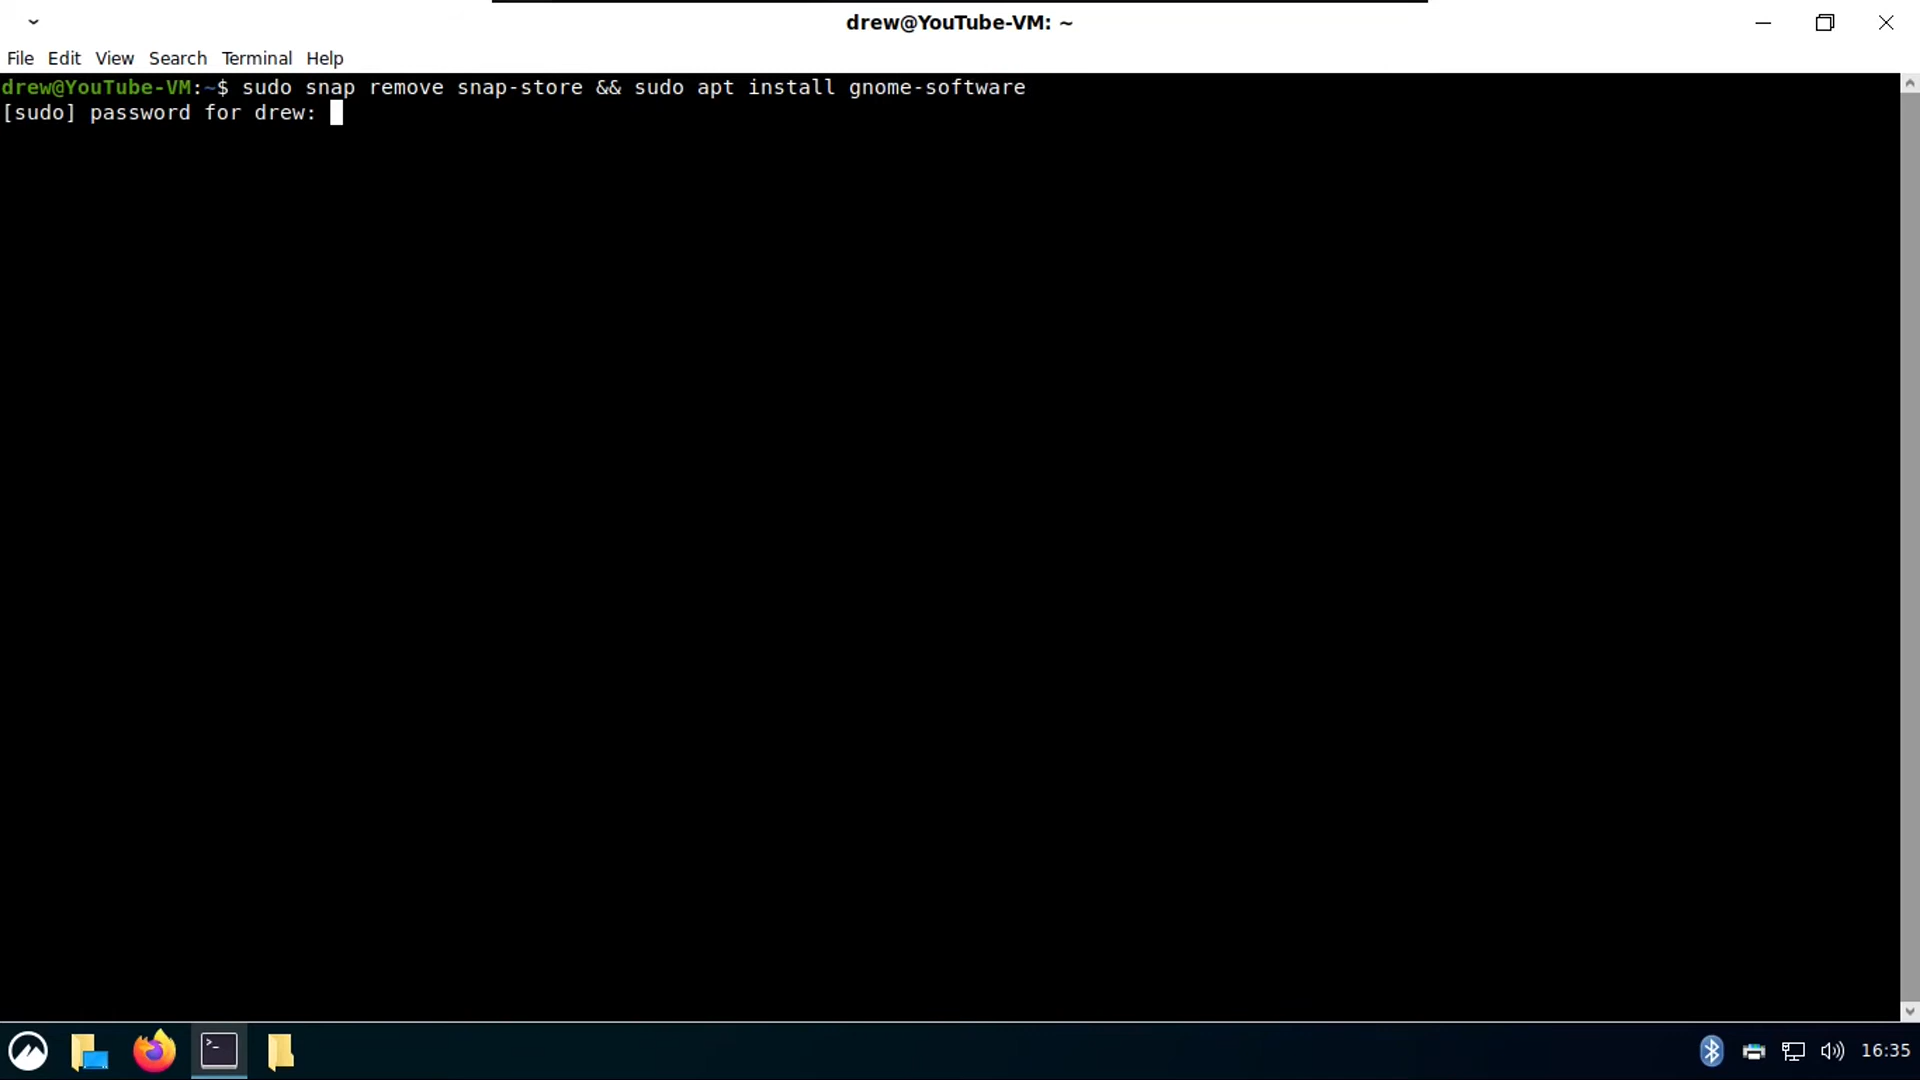 drew@YouTube-VM: ~
File Edit View Search Terminal Help
drew@YouTube-VM:~$ sudo snap remove snap-store && sudo apt install gnome-software
[sudo] password for drew:
16:35